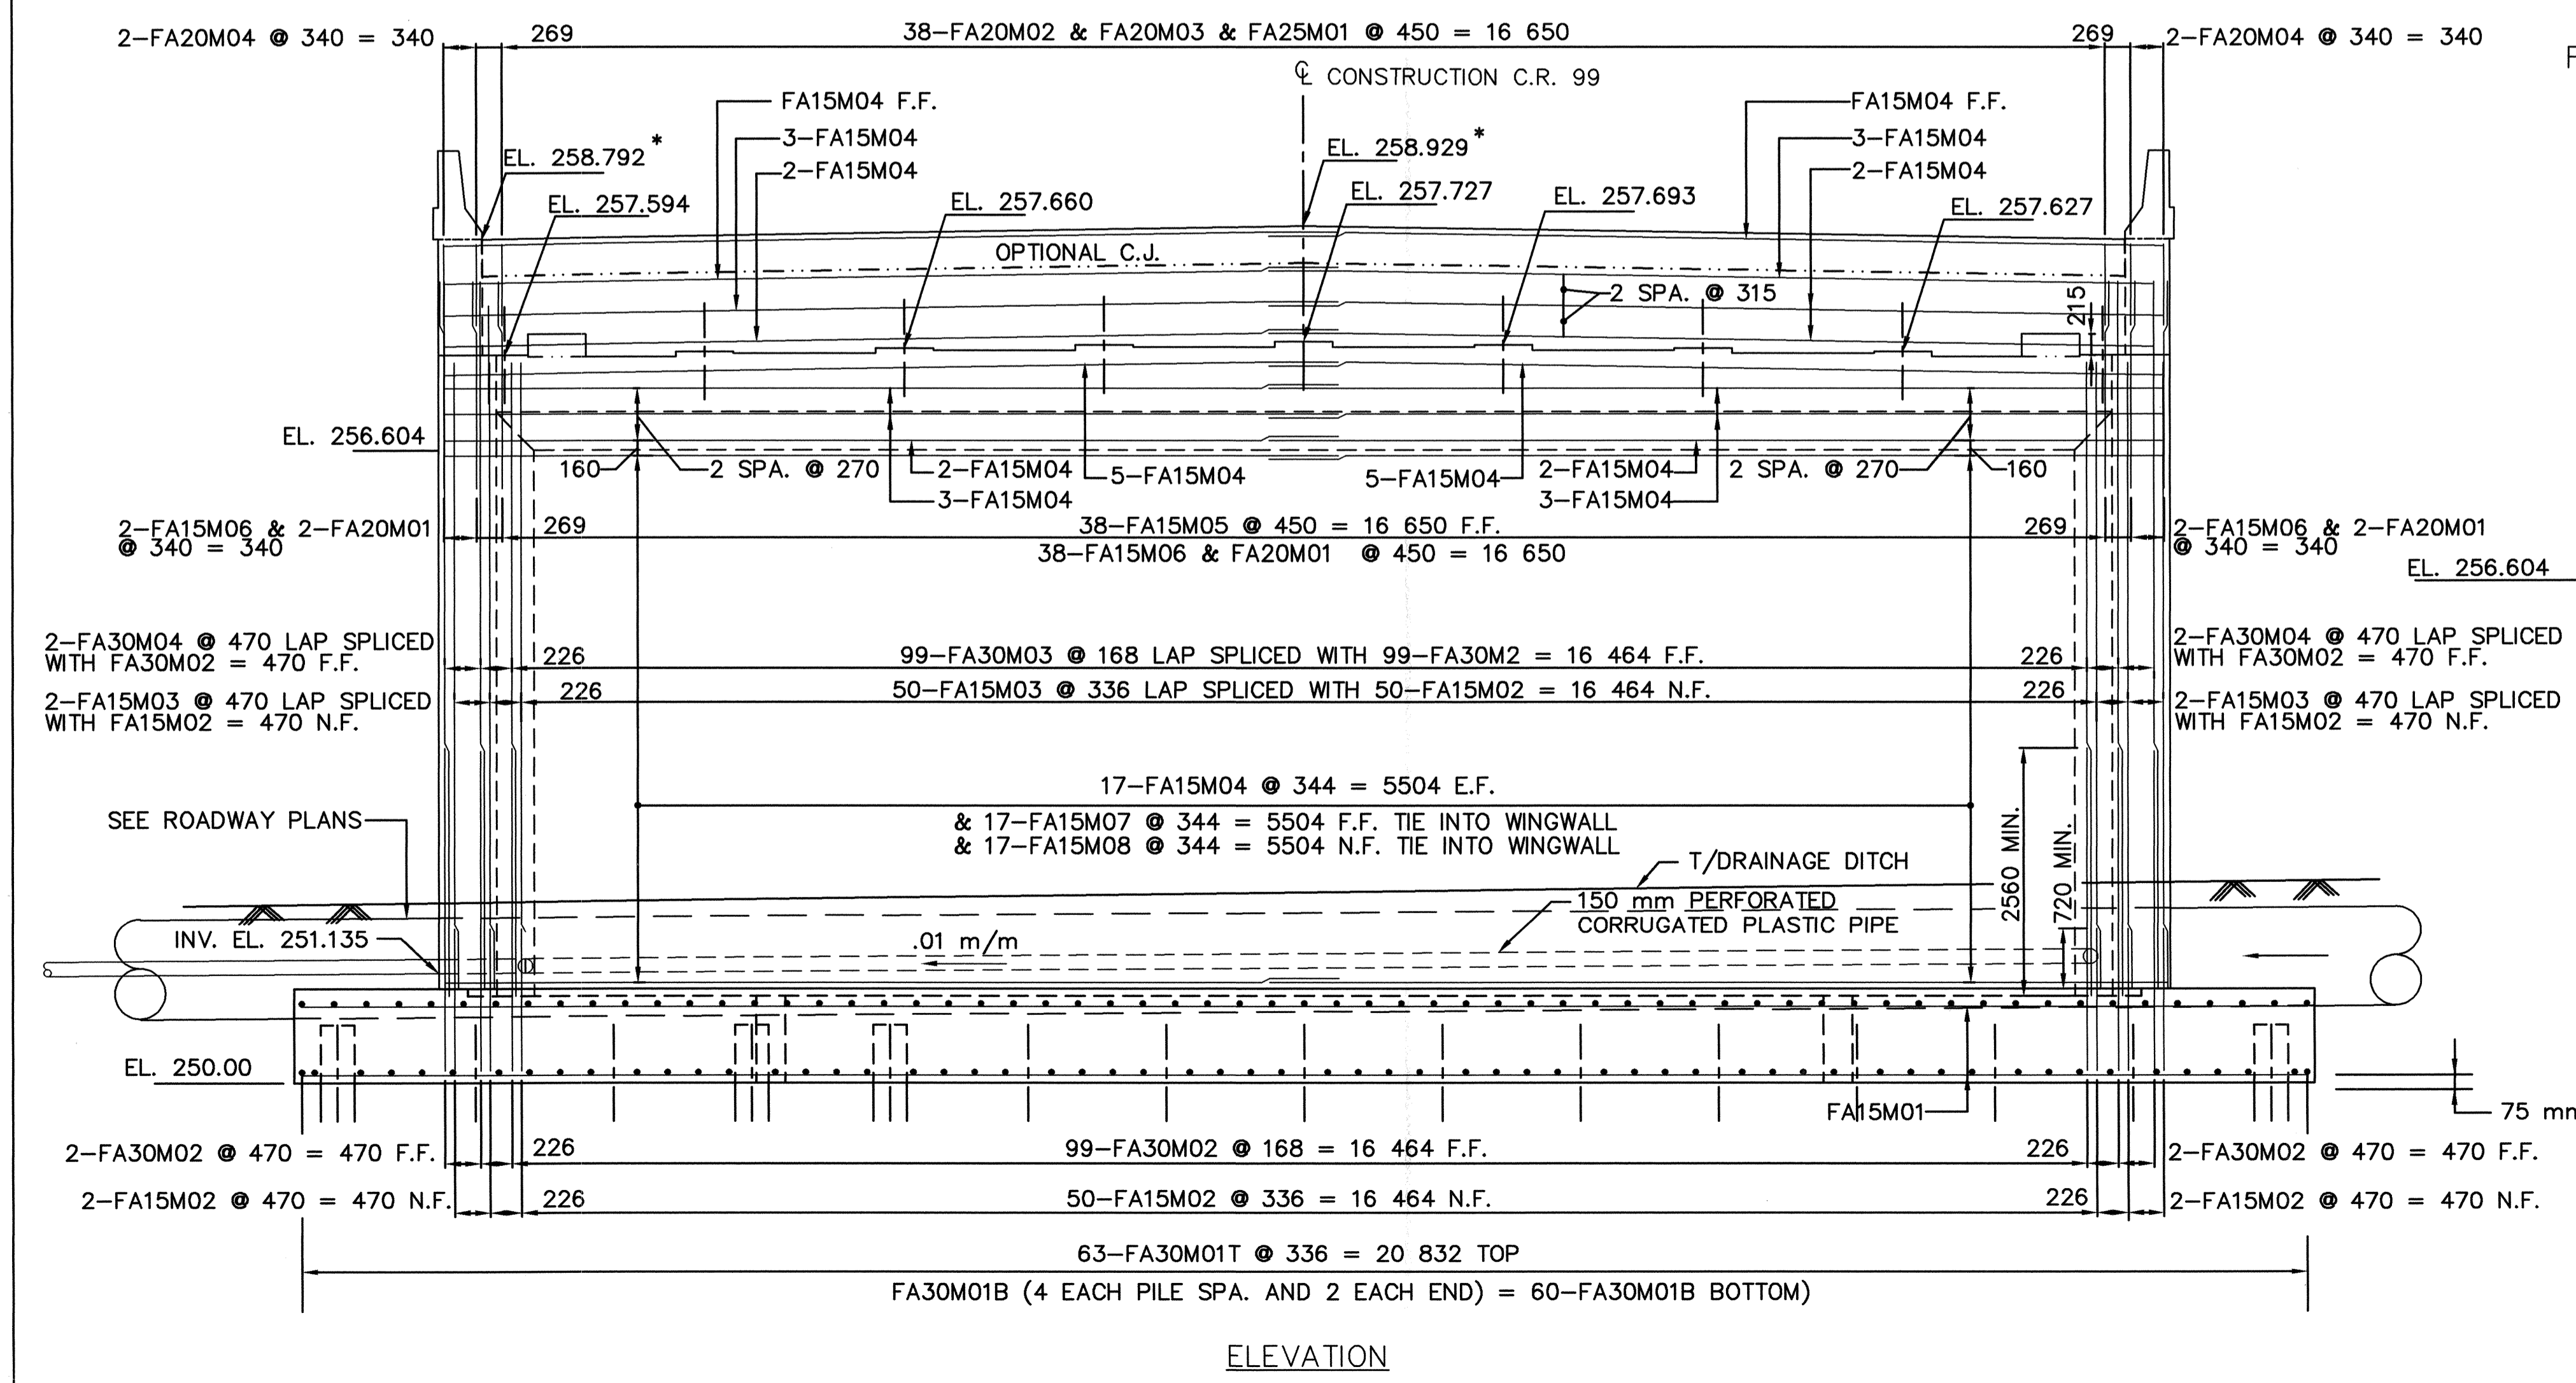 2-FA20M04 @ 340 = 340
269
38-FA20M02 & FA20M03 & FA25M01 @ 450 = 16 650
269
2-FA20M04 @ 340 = 340
℄ CONSTRUCTION C.R. 99
FA15M04 F.F.
3-FA15M04
2-FA15M04
FA15M04 F.F.
3-FA15M04
2-FA15M04
EL. 258.792 *
EL. 258.929 *
EL. 257.594
EL. 257.660
EL. 257.727
EL. 257.693
EL. 257.627
OPTIONAL C.J.
2 SPA. @ 315
215
EL. 256.604
160
2 SPA. @ 270
2-FA15M04
3-FA15M04
5-FA15M04
5-FA15M04
2-FA15M04
3-FA15M04
2 SPA. @ 270
160
2-FA15M06 & 2-FA20M01
@ 340 = 340
269
38-FA15M05 @ 450 = 16 650 F.F.
38-FA15M06 & FA20M01 @ 450 = 16 650
269
2-FA15M06 & 2-FA20M01
@ 340 = 340
EL. 256.604
2-FA30M04 @ 470 LAP SPLICED
WITH FA30M02 = 470 F.F.
226
99-FA30M03 @ 168 LAP SPLICED WITH 99-FA30M2 = 16 464 F.F.
226
2-FA30M04 @ 470 LAP SPLICED
WITH FA30M02 = 470 F.F.
2-FA15M03 @ 470 LAP SPLICED
WITH FA15M02 = 470 N.F.
226
50-FA15M03 @ 336 LAP SPLICED WITH 50-FA15M02 = 16 464 N.F.
226
2-FA15M03 @ 470 LAP SPLICED
WITH FA15M02 = 470 N.F.
17-FA15M04 @ 344 = 5504 E.F.
& 17-FA15M07 @ 344 = 5504 F.F. TIE INTO WINGWALL
& 17-FA15M08 @ 344 = 5504 N.F. TIE INTO WINGWALL
2560 MIN.
720 MIN.
SEE ROADWAY PLANS
T/DRAINAGE DITCH
150 mm PERFORATED
CORRUGATED PLASTIC PIPE
INV. EL. 251.135
.01 m/m
EL. 250.00
FA15M01
75 mm
2-FA30M02 @ 470 = 470 F.F.
226
99-FA30M02 @ 168 = 16 464 F.F.
226
2-FA30M02 @ 470 = 470 F.F.
2-FA15M02 @ 470 = 470 N.F.
226
50-FA15M02 @ 336 = 16 464 N.F.
226
2-FA15M02 @ 470 = 470 N.F.
63-FA30M01T @ 336 = 20 832 TOP
FA30M01B (4 EACH PILE SPA. AND 2 EACH END) = 60-FA30M01B BOTTOM)
ELEVATION